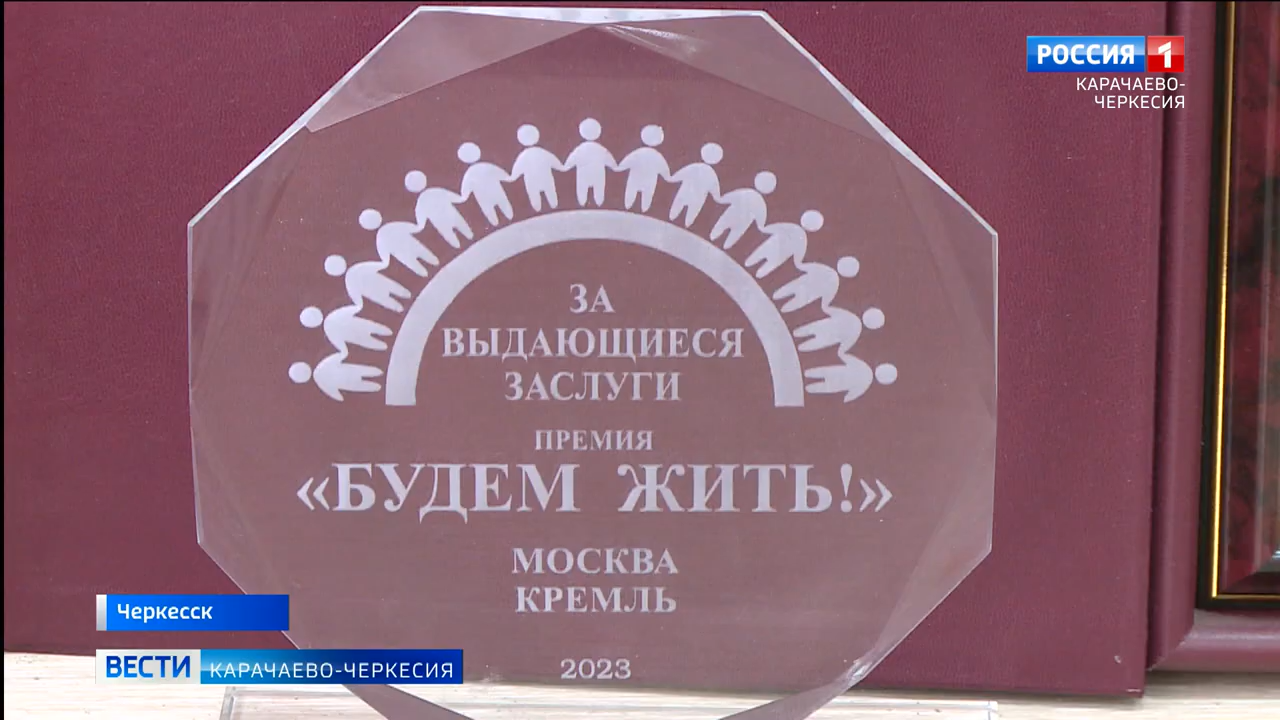 РОССИЯ 1
КАРАЧАЕВО-
ЧЕРКЕСИЯ
ЗА
ВЫДАЮЩИЕСЯ
ЗАСЛУГИ
ПРЕМИЯ
«БУДЕМ ЖИТЬ!»
МОСКВА
КРЕМЛЬ
2023
Черкесск
ВЕСТИ КАРАЧАЕВО-ЧЕРКЕСИЯ